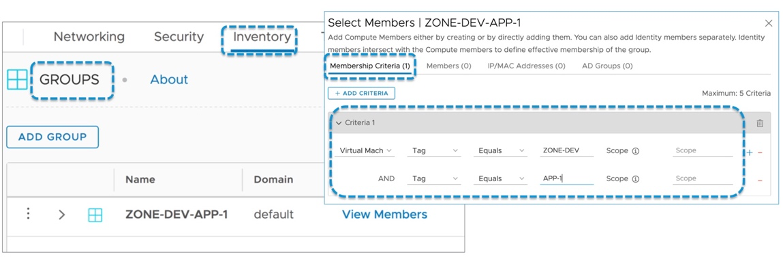 Networking Security Inventory
GROUPS About
ADD GROUP
Name Domain
ZONE-DEV-APP-1 default View Members
Select Members | ZONE-DEV-APP-1
Add Compute Members either by creating or by directly adding them. You can also add Identity members separately. Identity
members intersect with the Compute members to define effective membership of the group.
Membership Criteria (1) Members (0) IP/MAC Addresses (0) AD Groups (0)
+ ADD CRITERIA Maximum: 5 Criteria
Criteria 1
Virtual Mach Tag Equals ZONE-DEV Scope Scope
AND Tag Equals APP-1 Scope Scope